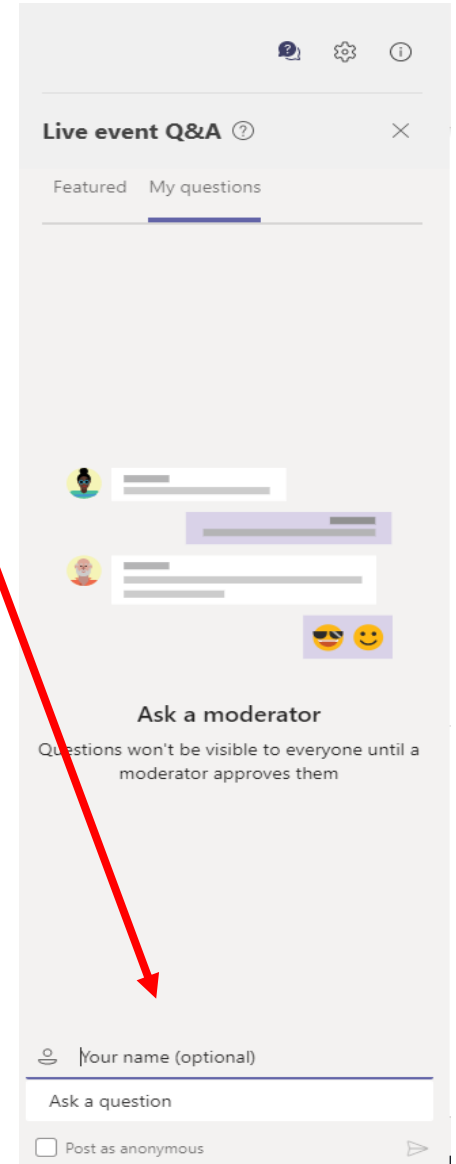 Live event Q&A
Featured My questions
Ask a moderator
Questions won't be visible to everyone until a
moderator approves them
Your name (optional)
Ask a question
Post as anonymous